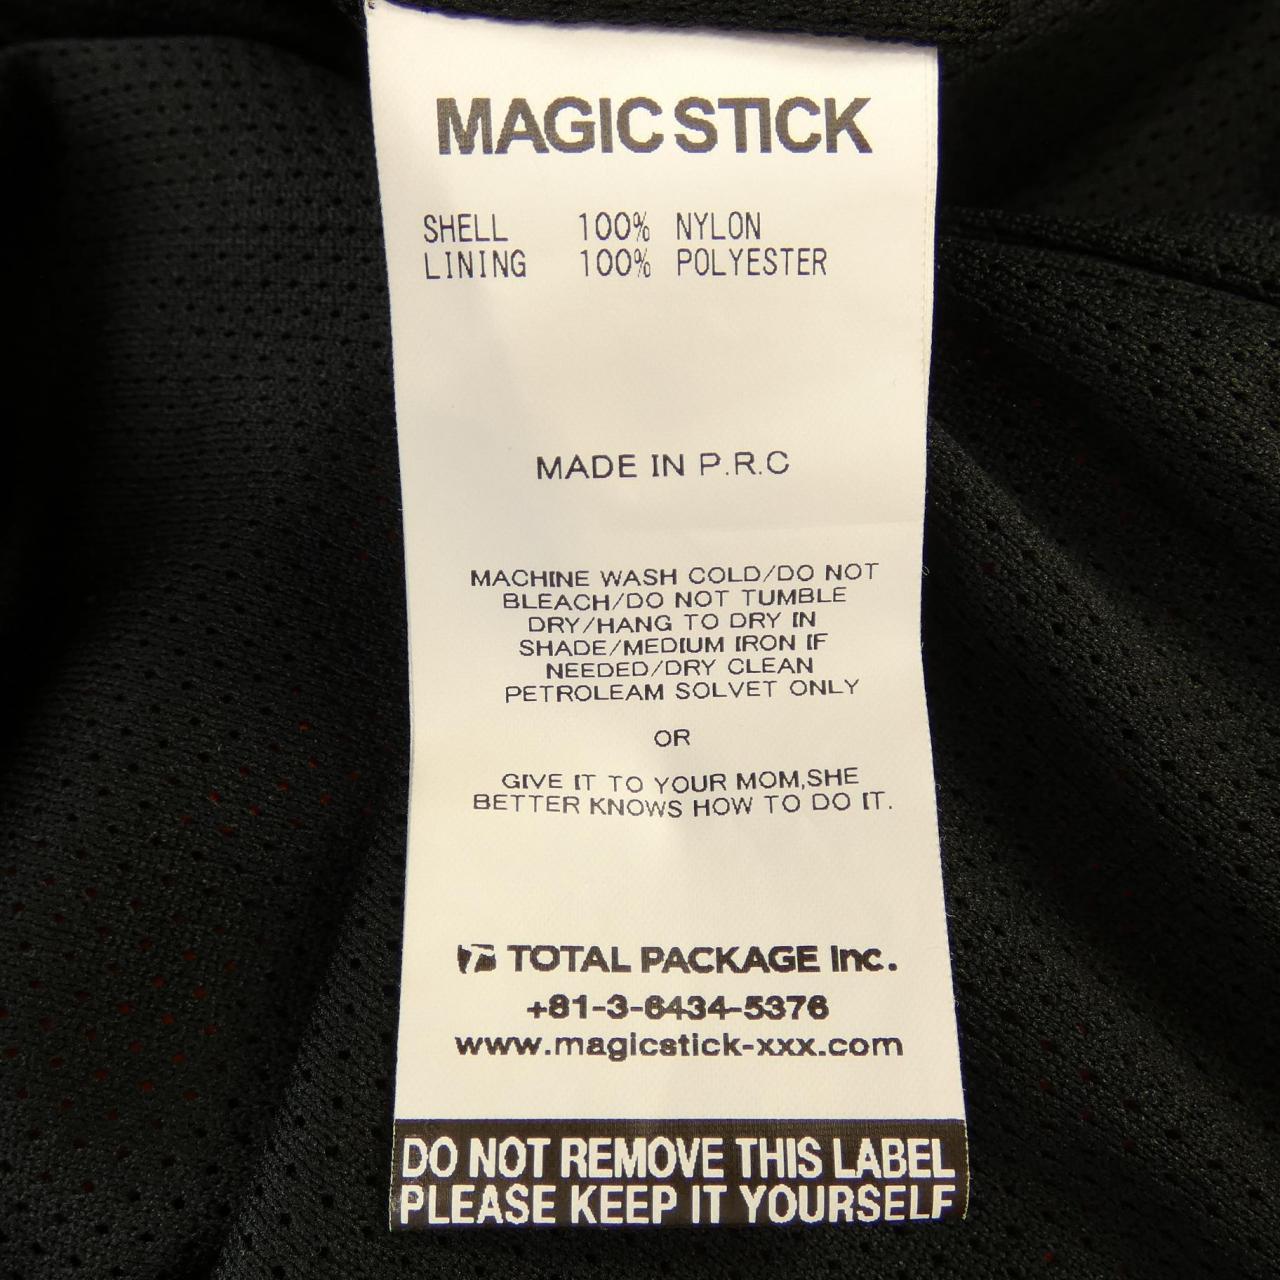 MAGIC STICK
SHELL 100% NYLON
LINING 100% POLYESTER
MADE IN P.R.C
MACHINE WASH COLD/DO NOT
BLEACH/DO NOT TUMBLE
DRY/HANG TO DRY IN
SHADE/MEDIUM IRON IF
NEEDED/DRY CLEAN
PETROLEAM SOLVET ONLY
OR
GIVE IT TO YOUR MOM,SHE
BETTER KNOWS HOW TO DO IT.
TOTAL PACKAGE Inc.
+81-3-6434-5376
www.magicstick-xxx.com
DO NOT REMOVE THIS LABEL
PLEASE KEEP IT YOURSELF